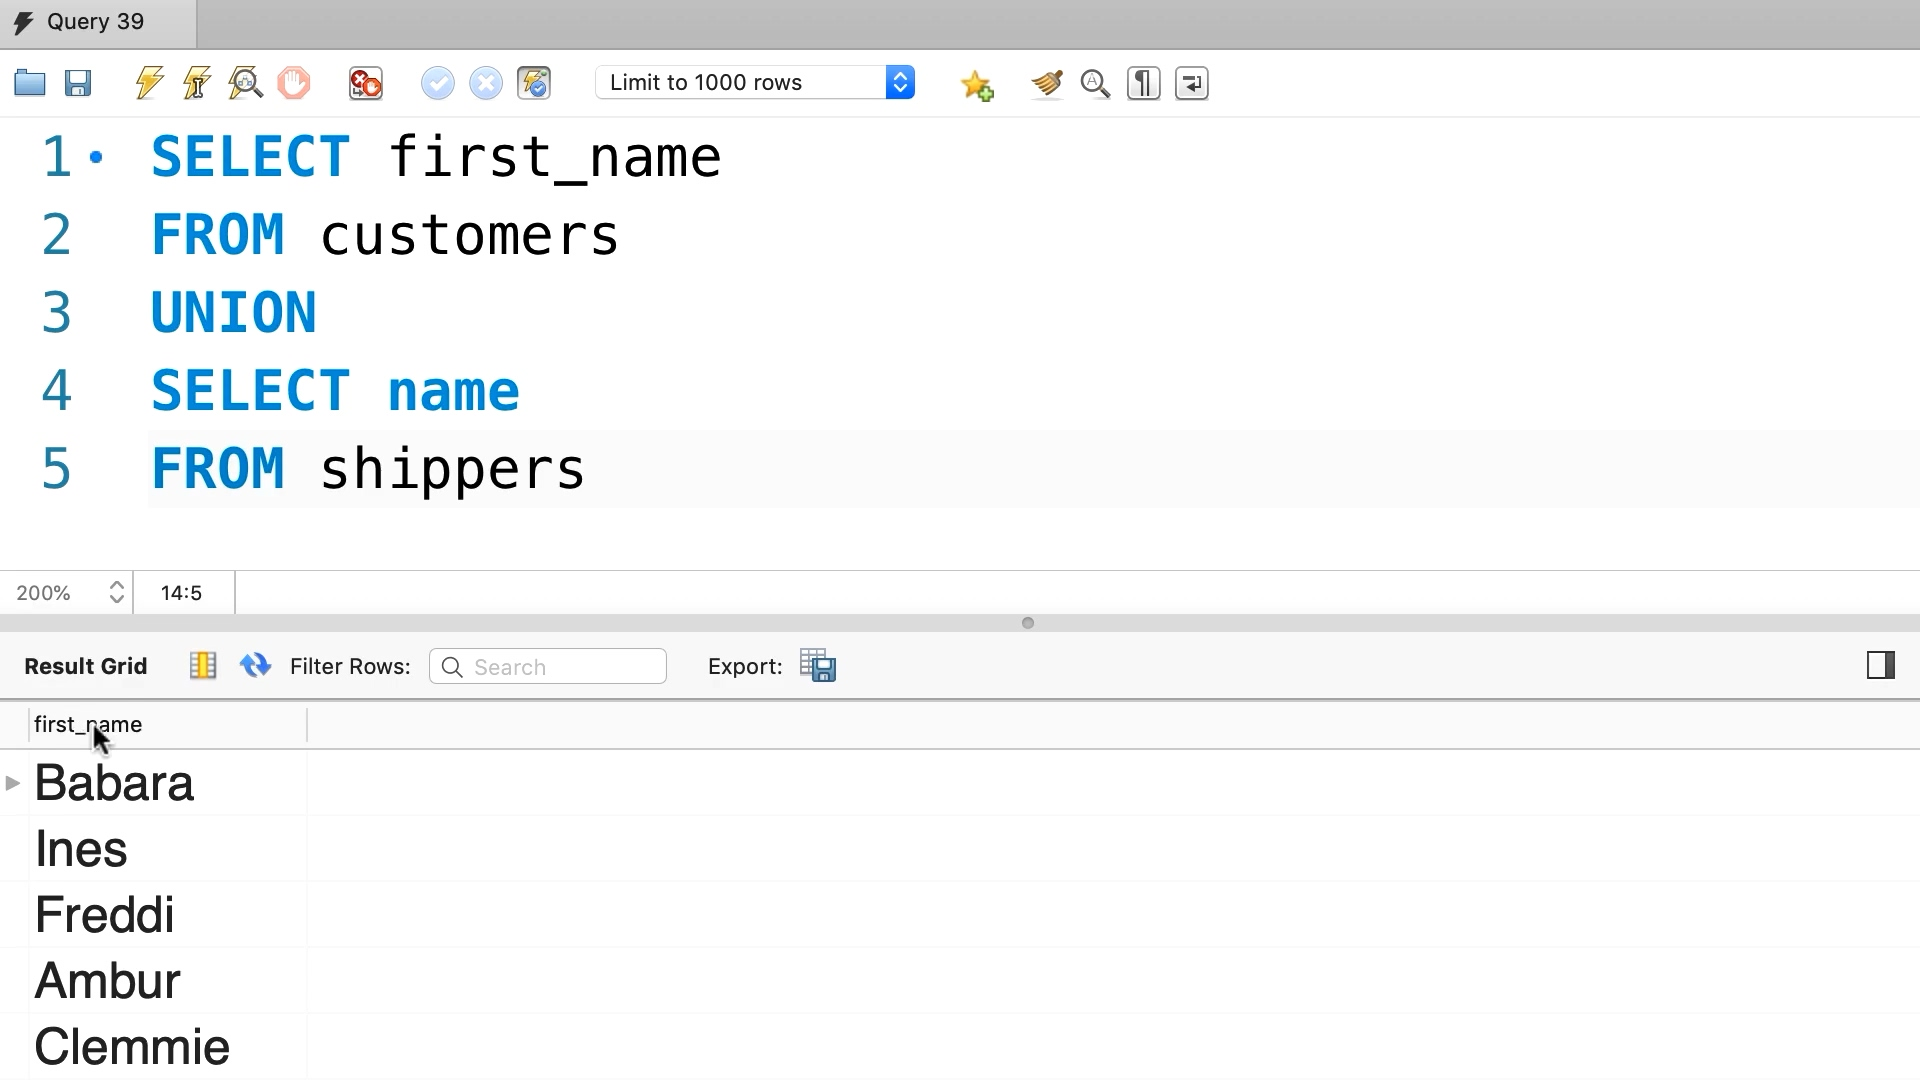 Query 39
Limit to 1000 rows
1 SELECT first_name
2 FROM customers
3 UNION
4 SELECT name
5 FROM shippers
200% 14:5
Result Grid Filter Rows: Search Export:
first_name
Babara
Ines
Freddi
Ambur
Clemmie